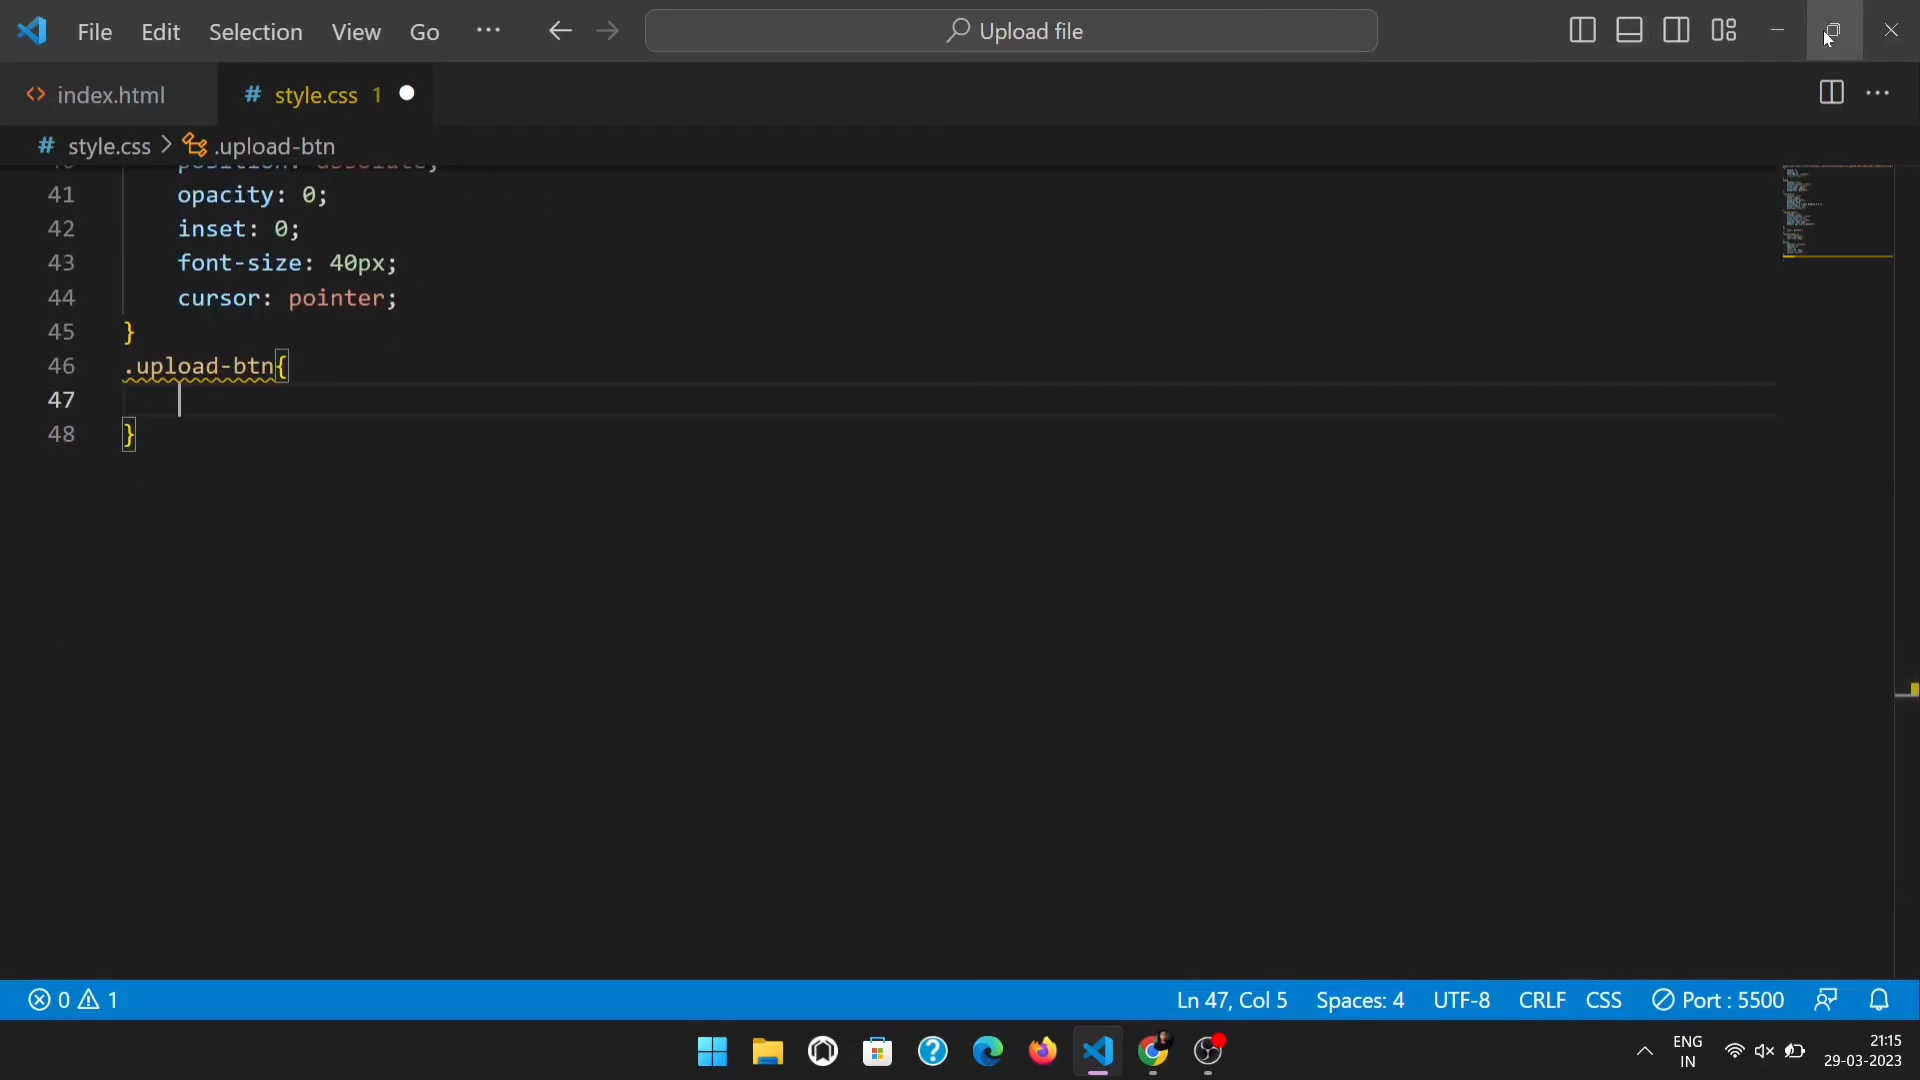 File Edit Selection View Go ··· Upload file
index.html style.css 1
style.css > .upload-btn
41 opacity: 0;
42 inset: 0;
43 font-size: 40px;
44 cursor: pointer;
45 }
46 .upload-btn{
47
48 }
0 1 Ln 47, Col 5 Spaces: 4 UTF-8 CRLF CSS Port : 5500
ENG 21:15
IN 29-03-2023